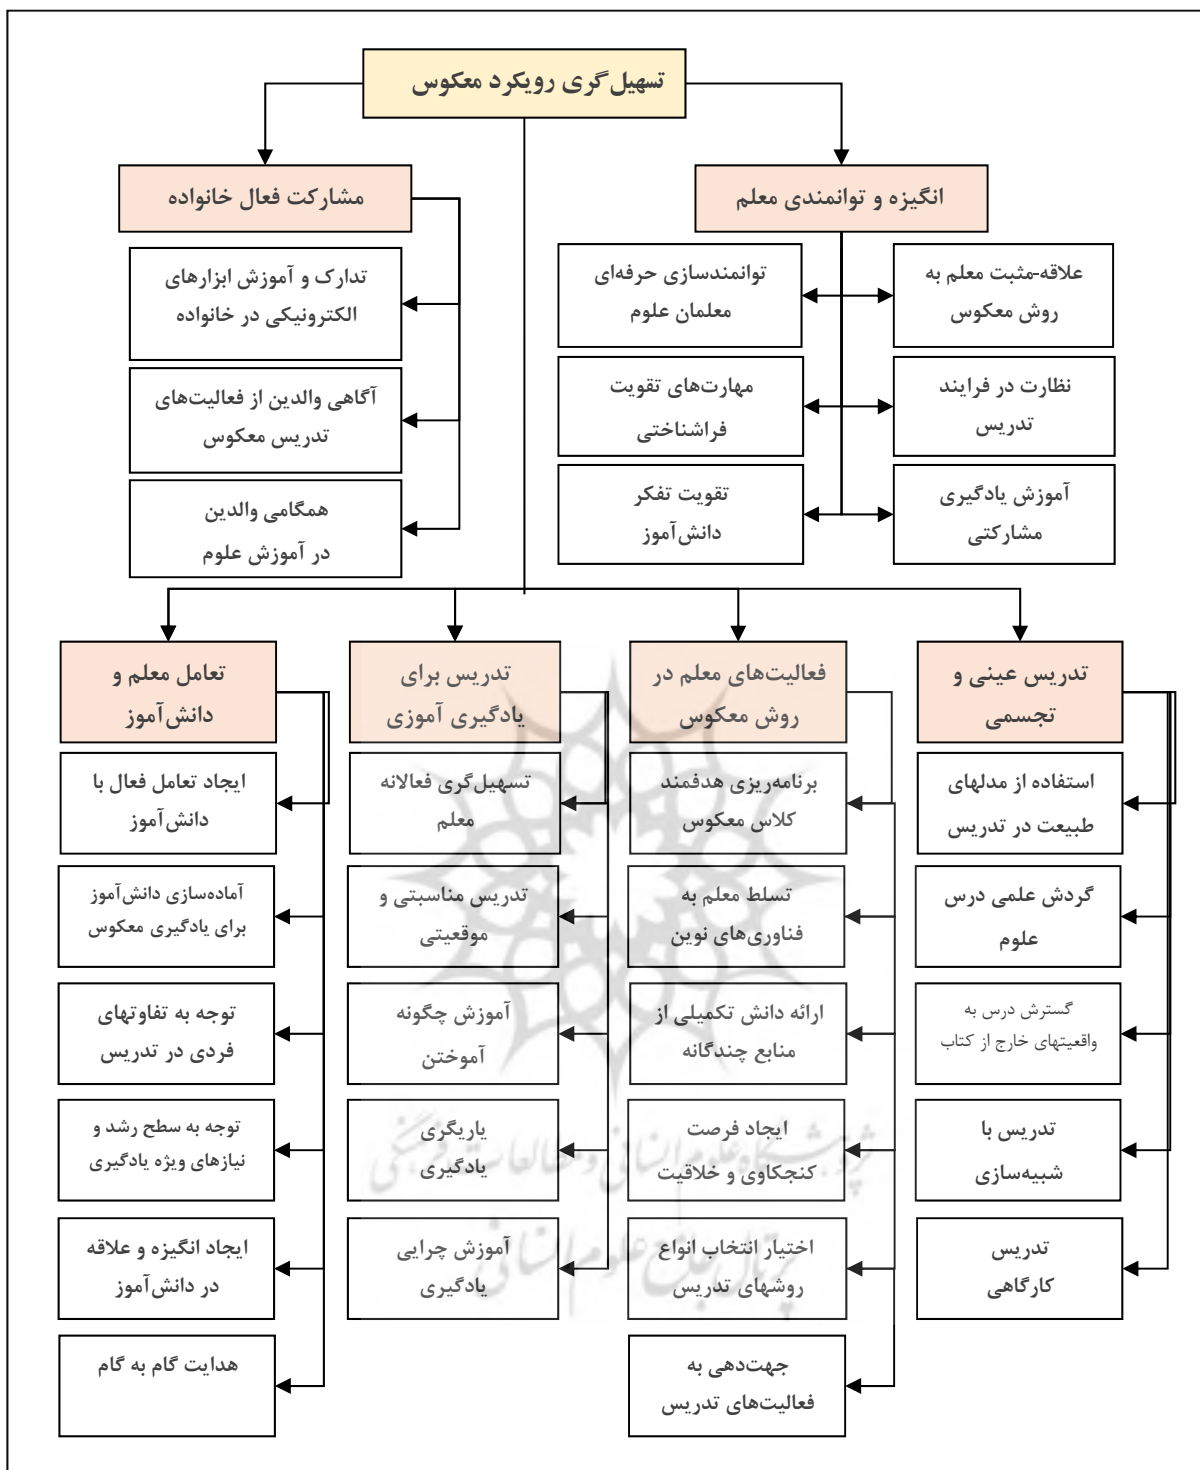 تسهیل‌گری رویکرد معکوس
انگیزه و توانمندی معلم
علاقه-مثبت معلم به
روش معکوس
توانمندسازی حرفه‌ای
معلمان علوم
نظارت در فرایند
تدریس
مهارت‌های تقویت
فراشناختی
آموزش یادگیری
مشارکتی
تقویت تفکر
دانش‌آموز
مشارکت فعال خانواده
تدارک و آموزش ابزارهای
الکترونیکی در خانواده
آگاهی والدین از فعالیت‌های
تدریس معکوس
همگامی والدین
در آموزش علوم
تدریس عینی و
تجسمی
استفاده از مدلهای
طبیعت در تدریس
گردش علمی درس
علوم
گسترش درس به
واقعیتهای خارج از کتاب
تدریس با
شبیه‌سازی
تدریس
کارگاهی
فعالیت‌های معلم در
روش معکوس
برنامه‌ریزی هدفمند
کلاس معکوس
تسلط معلم به
فناوری‌های نوین
ارائه دانش تکمیلی از
منابع چندگانه
ایجاد فرصت
کنجکاوی و خلاقیت
اختیار انتخاب انواع
روشهای تدریس
جهت‌دهی به
فعالیت‌های تدریس
تدریس برای
یادگیری آموزی
تسهیل‌گری فعالانه
معلم
تدریس مناسبتی و
موقعیتی
آموزش چگونه
آموختن
یاریگری
یادگیری
آموزش چرایی
یادگیری
تعامل معلم و
دانش‌آموز
ایجاد تعامل فعال با
دانش‌آموز
آماده‌سازی دانش‌آموز
برای یادگیری معکوس
توجه به تفاوتهای
فردی در تدریس
توجه به سطح رشد و
نیازهای ویژه یادگیری
ایجاد انگیزه و علاقه
در دانش‌آموز
هدایت گام به گام
پژوهشگاه علوم انسانی و مطالعات فرهنگی
پرتال جامع علوم انسانی